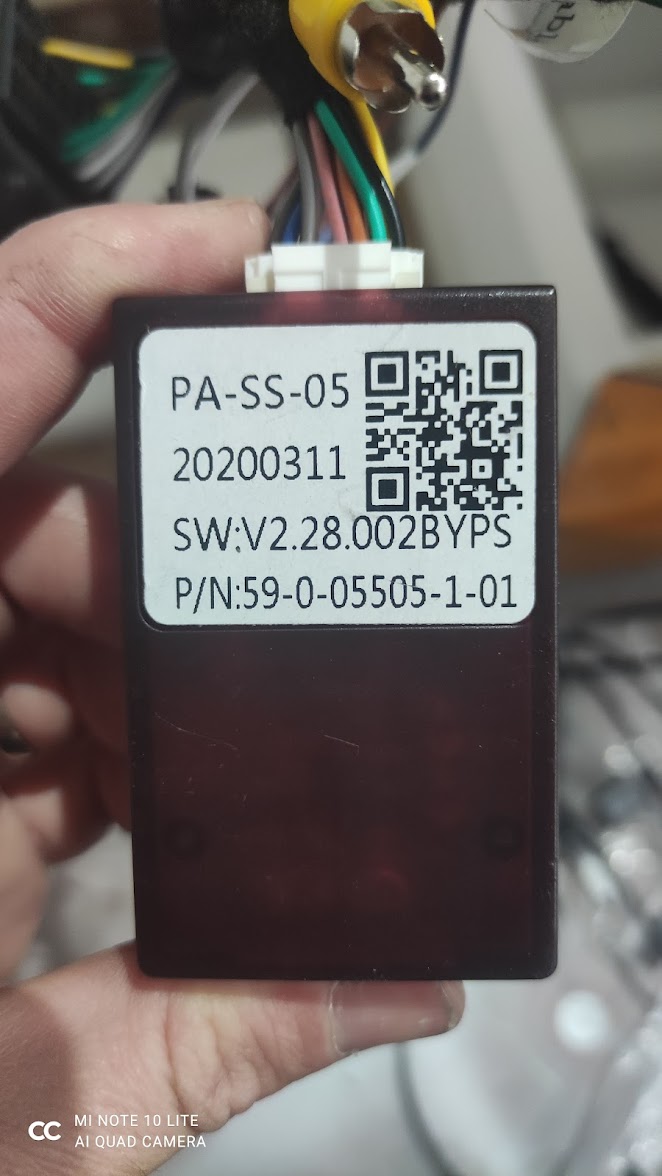 PA-SS-05
20200311
SW:V2.28.002BYPS
P/N:59-0-05505-1-01
MI NOTE 10 LITE
AI QUAD CAMERA